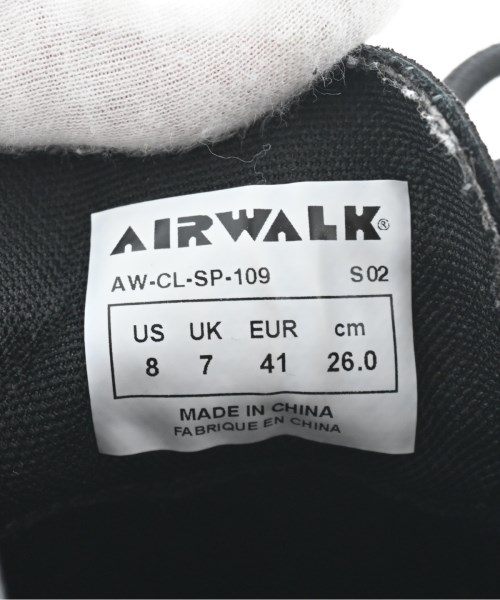 AIRWALK®
AW-CL-SP-109 S02
US UK EUR cm
8 7 41 26.0
MADE IN CHINA
FABRIQUE EN CHINA